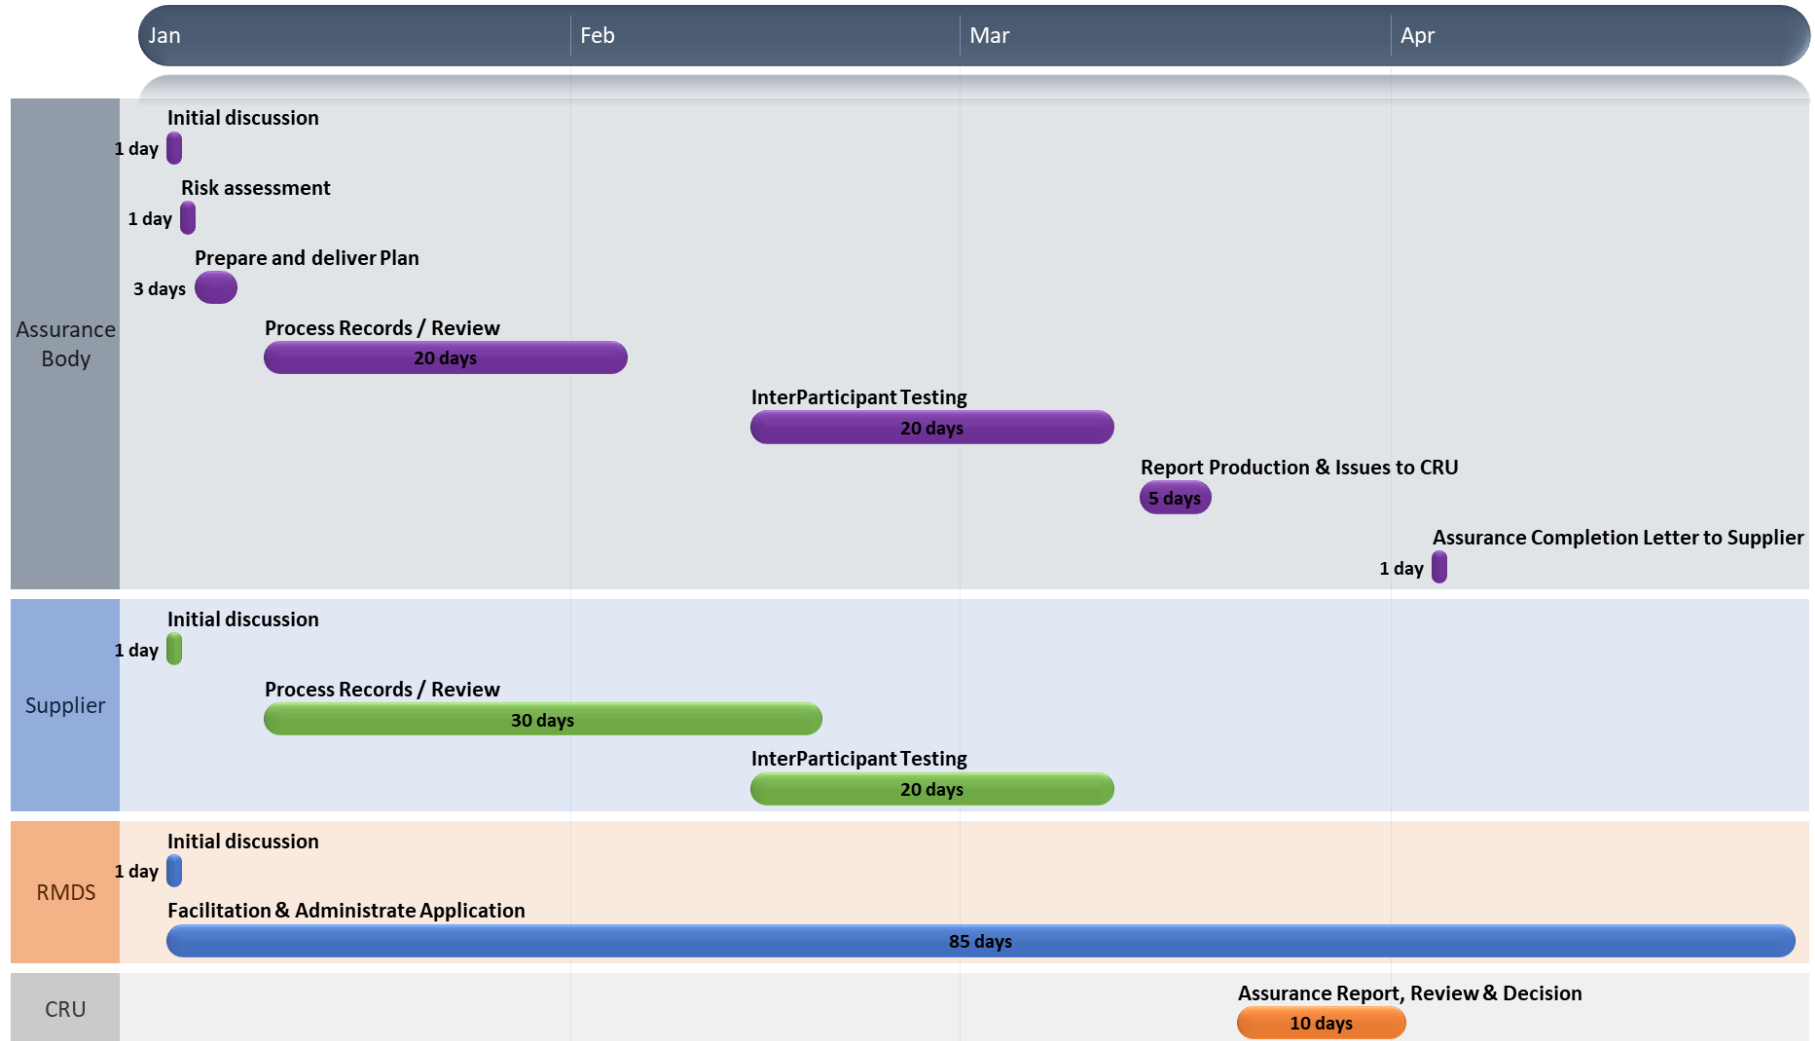 Jan Feb Mar Apr
Assurance
Body
Initial discussion
1 day
Risk assessment
1 day
Prepare and deliver Plan
3 days
Process Records / Review
20 days
InterParticipant Testing
20 days
Report Production & Issues to CRU
5 days
Assurance Completion Letter to Supplier
1 day
Supplier
Initial discussion
1 day
Process Records / Review
30 days
InterParticipant Testing
20 days
RMDS
Initial discussion
1 day
Facilitation & Administrate Application
85 days
CRU
Assurance Report, Review & Decision
10 days